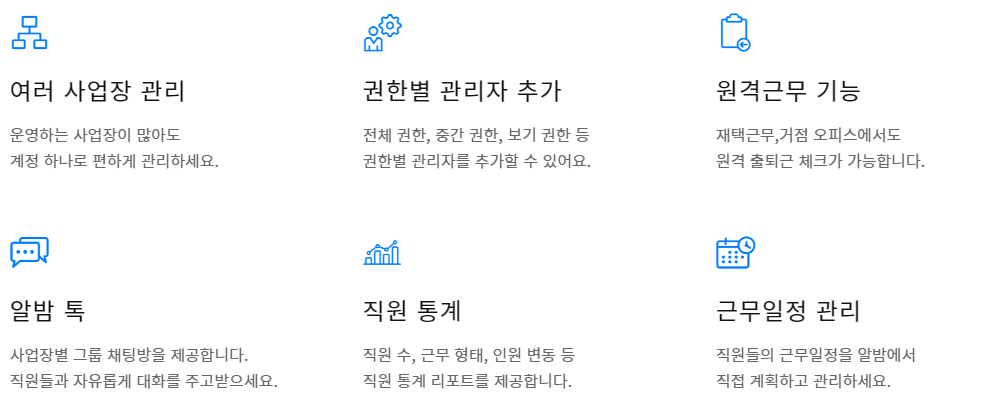 여러 사업장 관리
운영하는 사업장이 많아도
계정 하나로 편하게 관리하세요.
권한별 관리자 추가
전체 권한, 중간 권한, 보기 권한 등
권한별 관리자를 추가할 수 있어요.
원격근무 기능
재택근무,거점 오피스에서도
원격 출퇴근 체크가 가능합니다.
알밤 톡
사업장별 그룹 채팅방을 제공합니다.
직원들과 자유롭게 대화를 주고받으세요.
직원 통계
직원 수, 근무 형태, 인원 변동 등
직원 통계 리포트를 제공합니다.
근무일정 관리
직원들의 근무일정을 알밤에서
직접 계획하고 관리하세요.